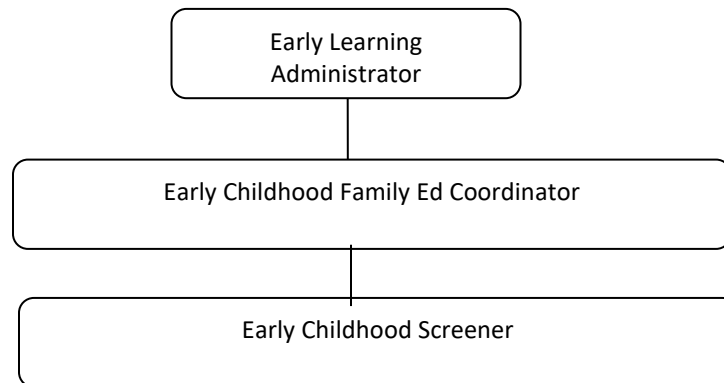 Early Learning
Administrator
Early Childhood Family Ed Coordinator
Early Childhood Screener